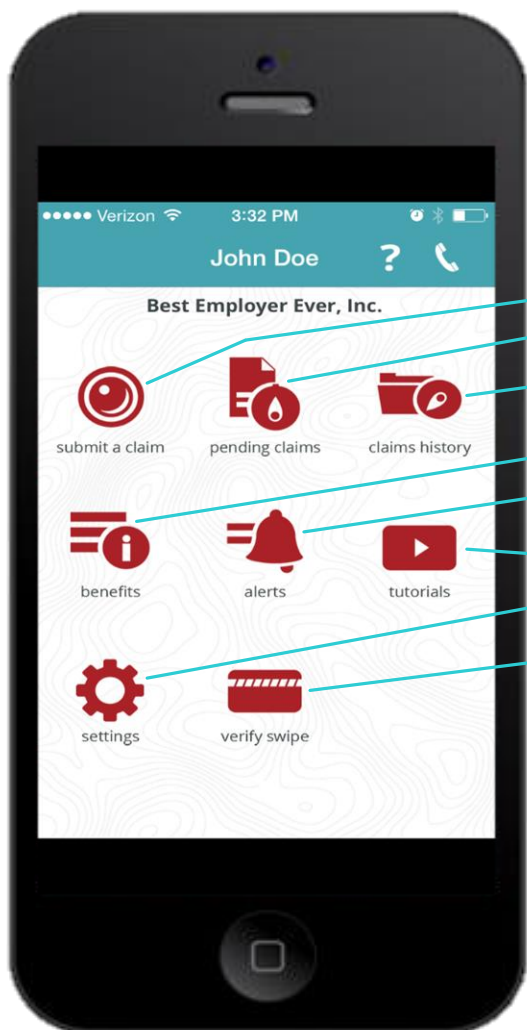 Verizon 3:32 PM
John Doe ?
Best Employer Ever, Inc.
submit a claim pending claims claims history
benefits alerts tutorials
settings verify swipe